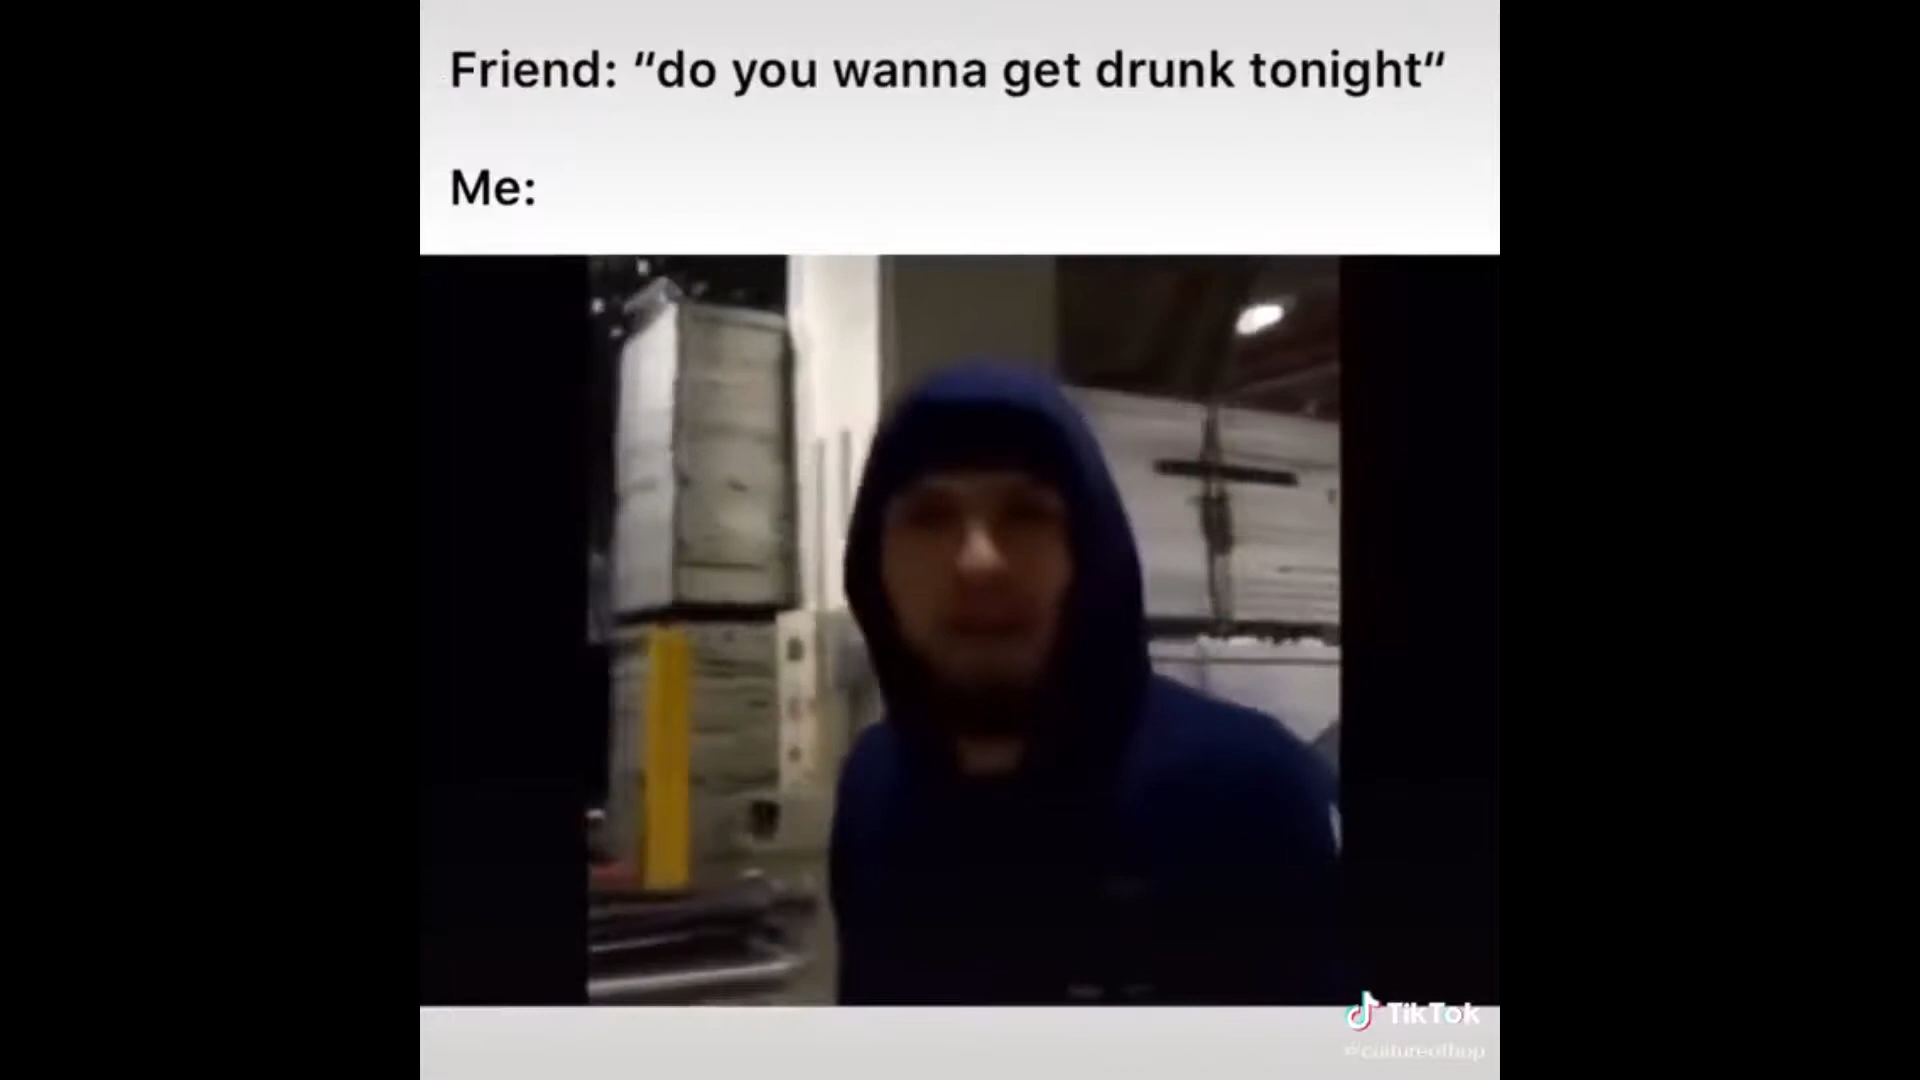 Friend: “do you wanna get drunk tonight“
Me:
TikTok